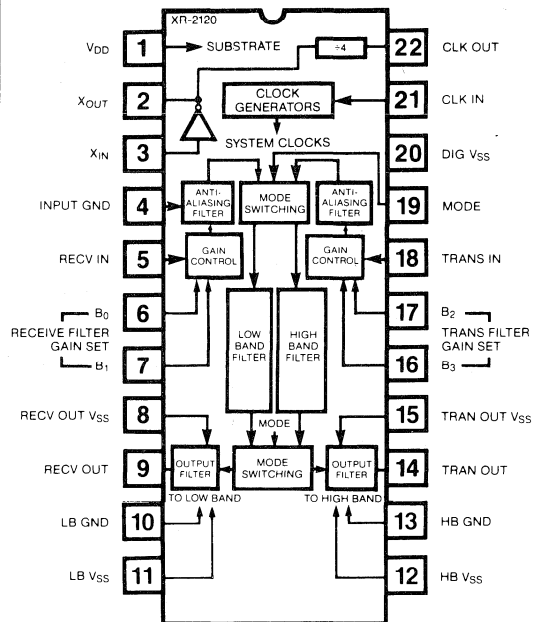 XR-2120
VDD 1 SUBSTRATE
÷4
22 CLK OUT
XOUT 2
CLOCK
GENERATORS
21 CLK IN
XIN 3
SYSTEM CLOCKS
20 DIG VSS
INPUT GND 4
ANTI-
ALIASING
FILTER
MODE
SWITCHING
ANTI-
ALIASING
FILTER
19 MODE
RECV IN 5
GAIN
CONTROL
GAIN
CONTROL
18 TRANS IN
B0 6
RECEIVE FILTER
GAIN SET
B1 7
17 B2
TRANS FILTER
GAIN SET
16 B3
LOW
BAND
FILTER
HIGH
BAND
FILTER
RECV OUT VSS 8
MODE
15 TRAN OUT VSS
RECV OUT 9
OUTPUT
FILTER
MODE
SWITCHING
OUTPUT
FILTER
14 TRAN OUT
TO LOW BAND
TO HIGH BAND
LB GND 10
13 HB GND
LB VSS 11
12 HB VSS